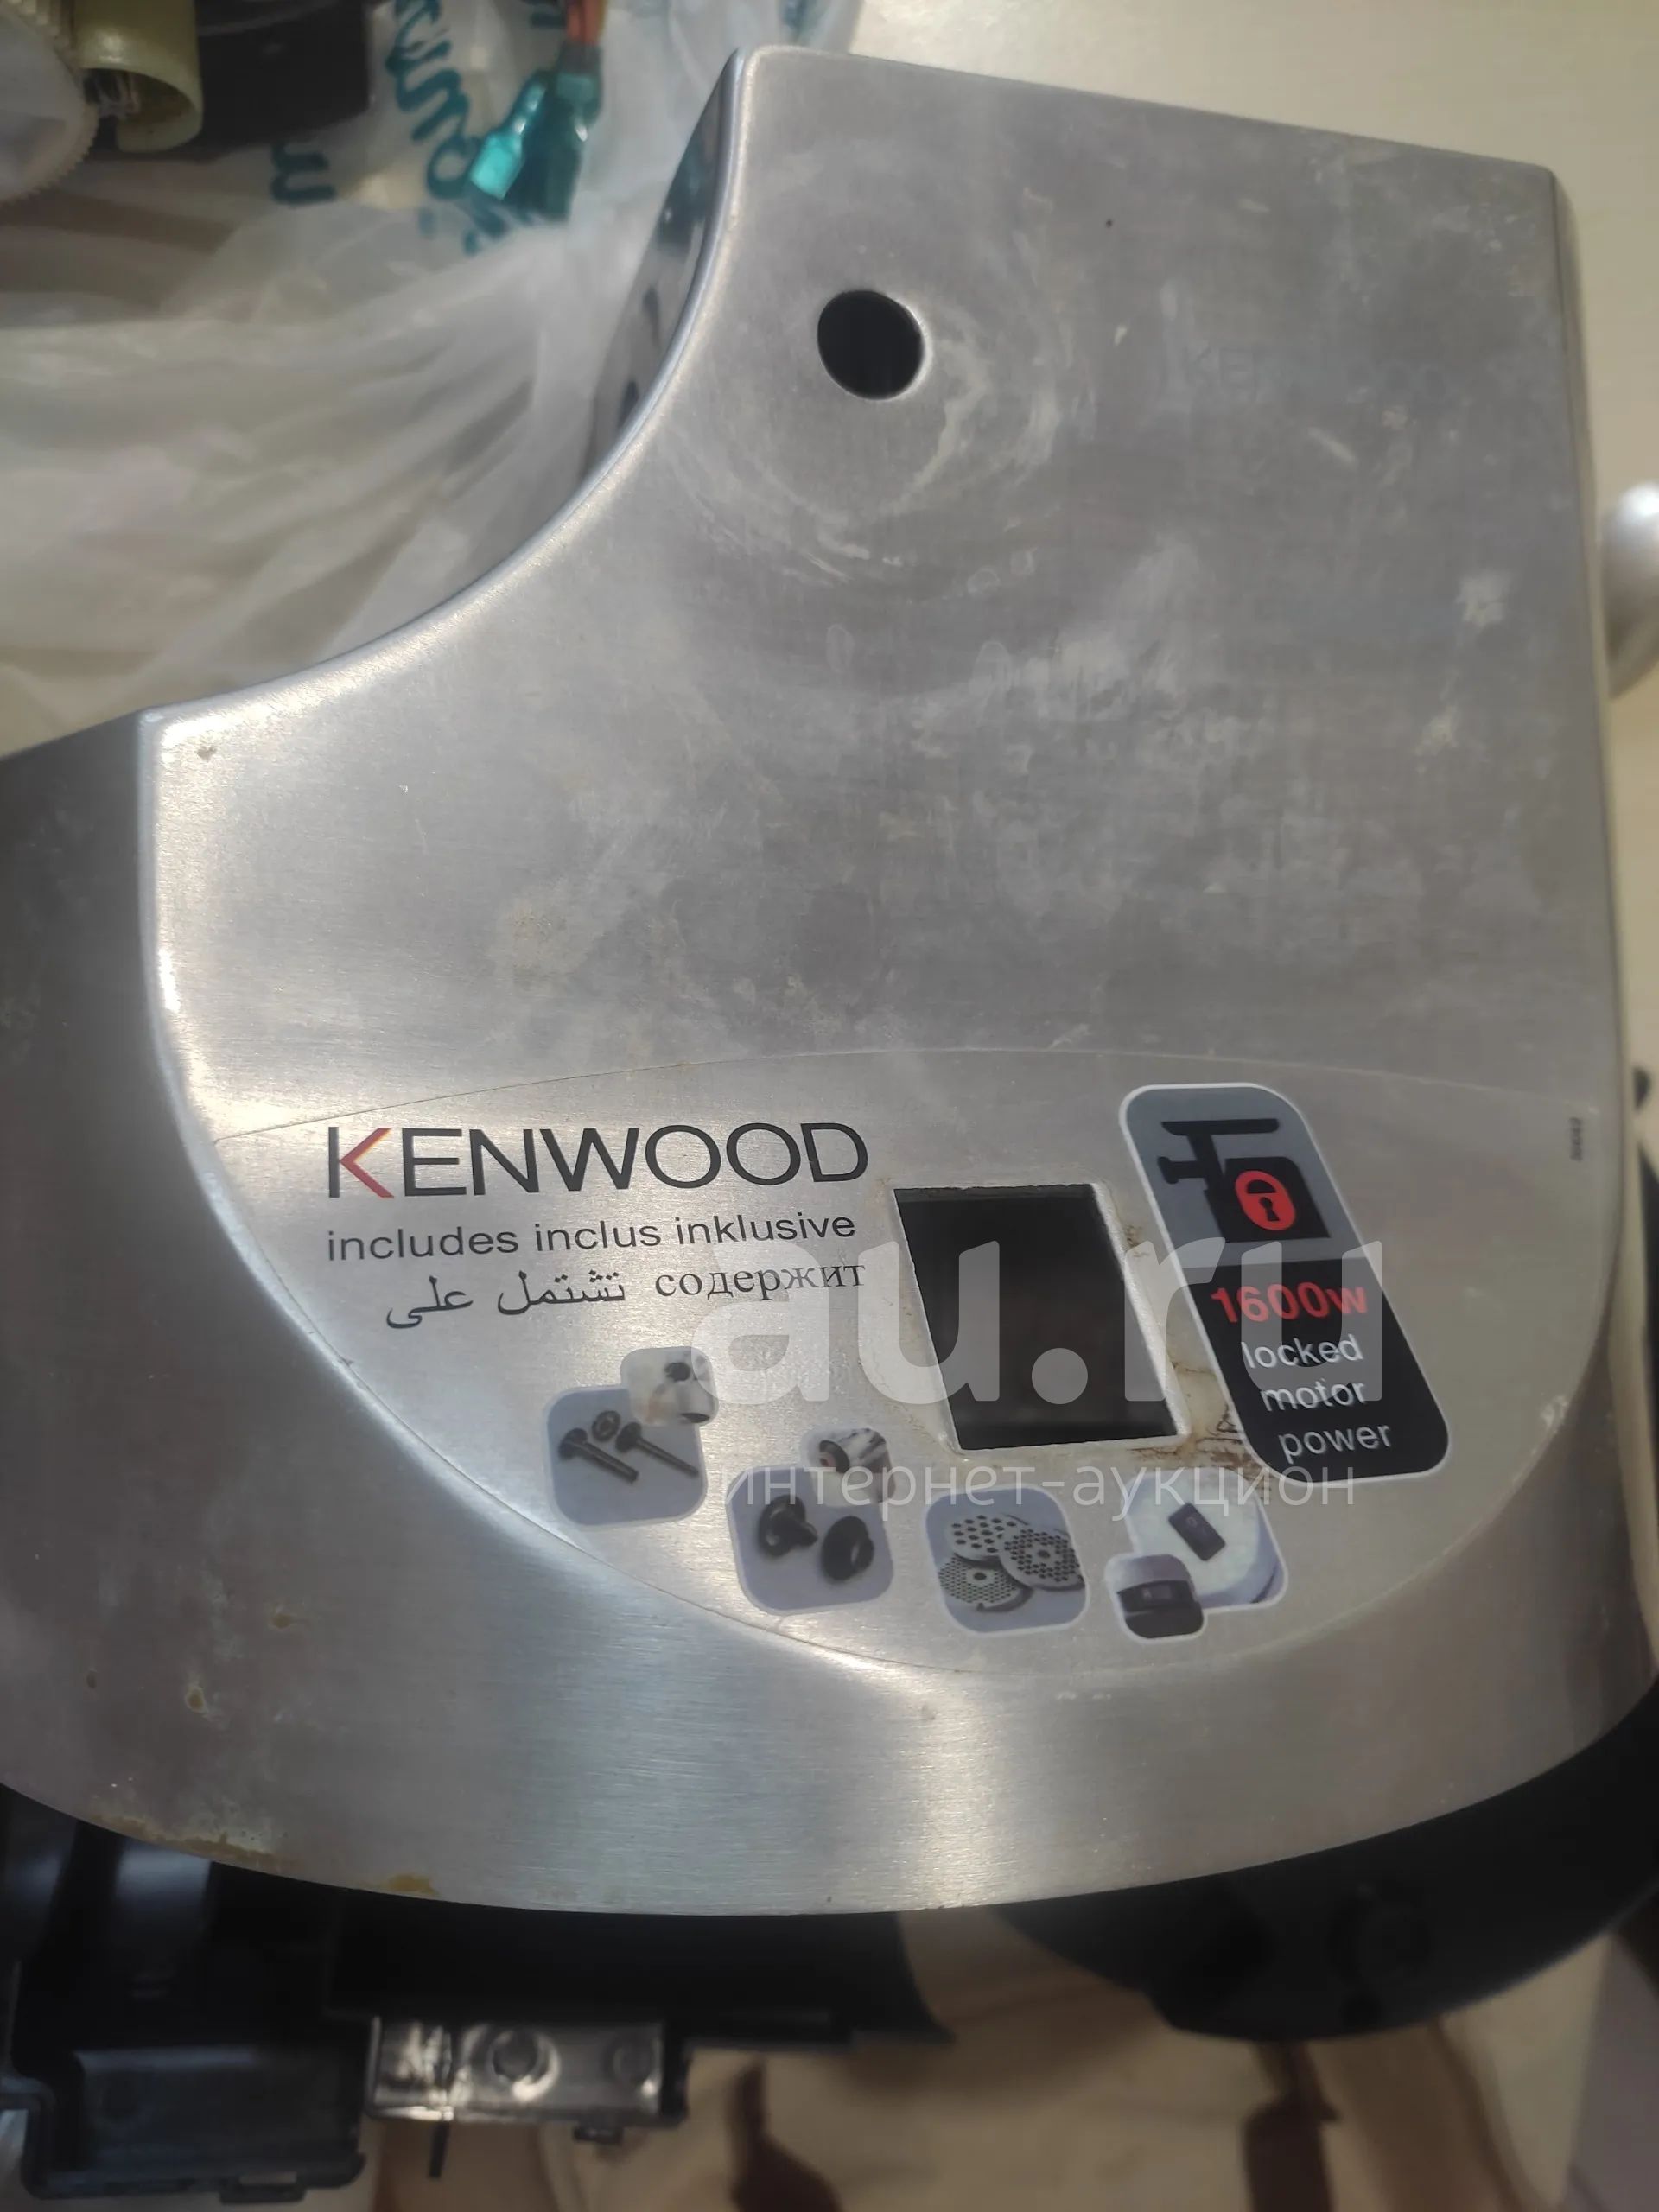 KENWOOD
includes inclus inklusive
تشتمل على содержит
1600w
locked
motor
power
au.ru
интернет-аукцион